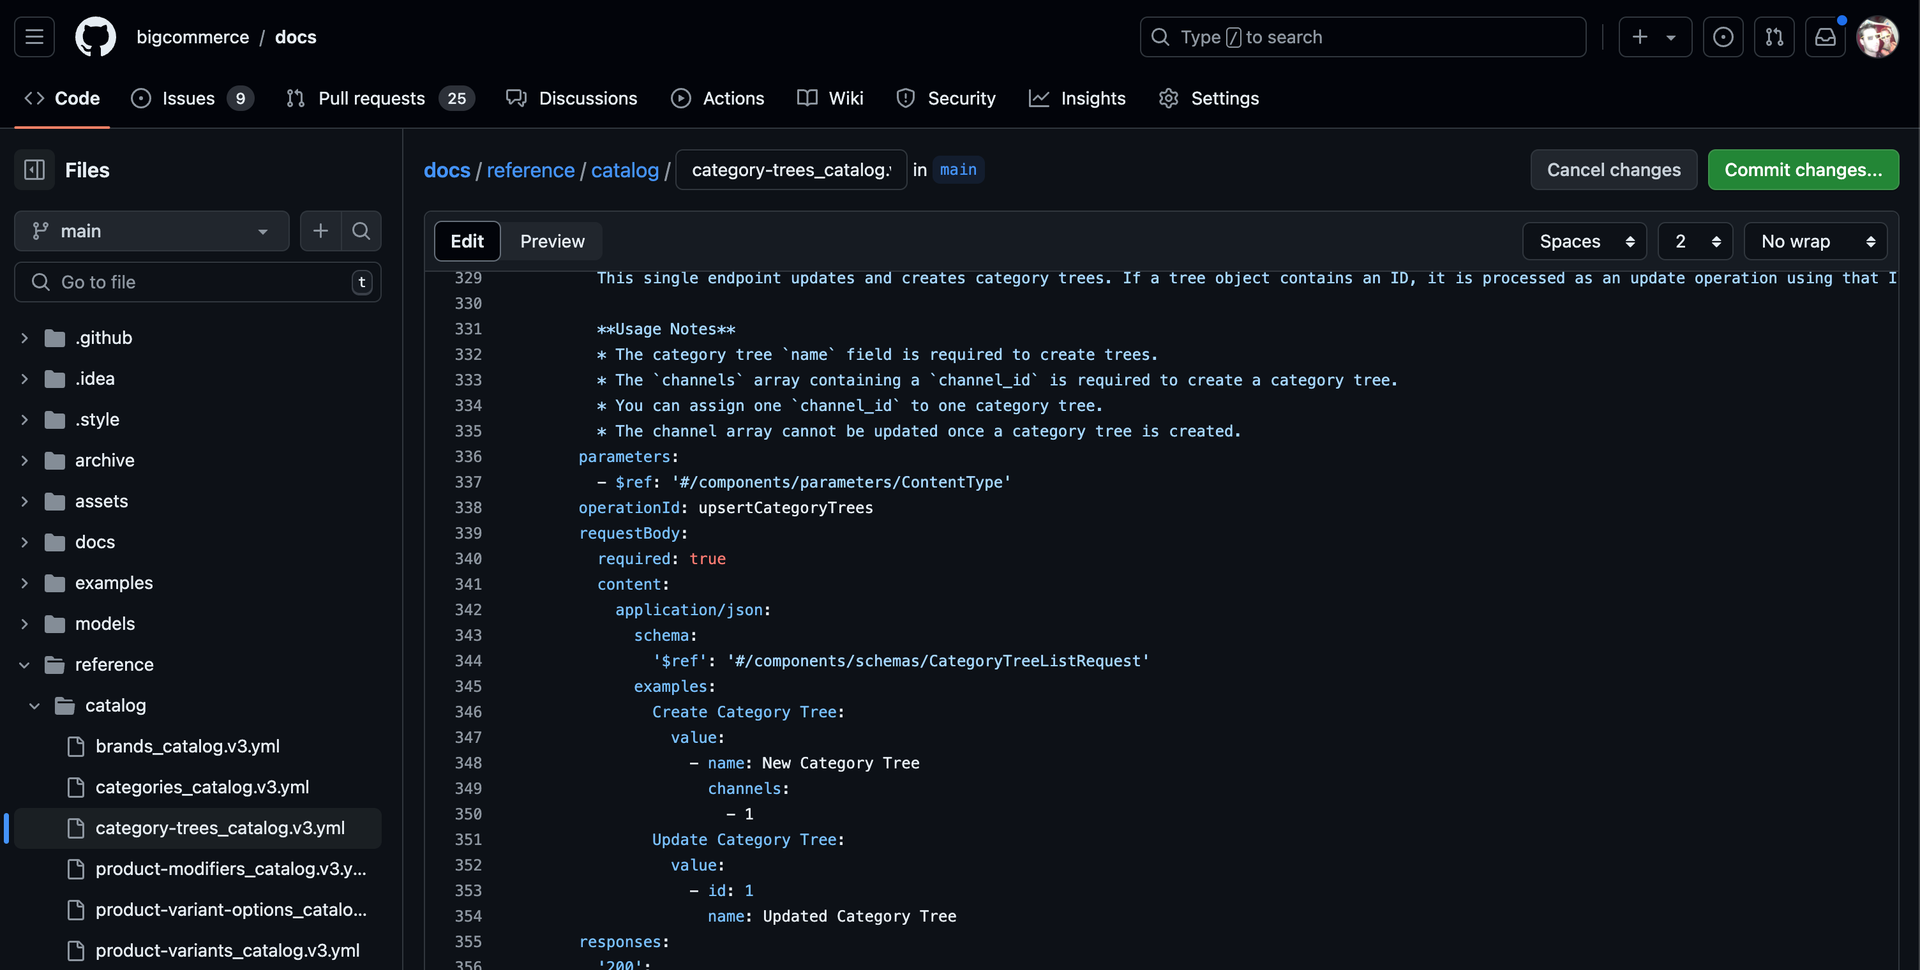 bigcommerce / docs
Type / to search
Code
Issues 9
Pull requests 25
Discussions
Actions
Wiki
Security
Insights
Settings
Files
main
Go to file
t
.github
.idea
.style
archive
assets
docs
examples
models
reference
catalog
brands_catalog.v3.yml
categories_catalog.v3.yml
category-trees_catalog.v3.yml
product-modifiers_catalog.v3.y...
product-variant-options_catalo...
product-variants_catalog.v3.yml
docs / reference / catalog / category-trees_catalog. in main
Cancel changes
Commit changes...
Edit
Preview
Spaces
2
No wrap
329 This single endpoint updates and creates category trees. If a tree object contains an ID, it is processed as an update operation using that I
330
331 **Usage Notes**
332 * The category tree `name` field is required to create trees.
333 * The `channels` array containing a `channel_id` is required to create a category tree.
334 * You can assign one `channel_id` to one category tree.
335 * The channel array cannot be updated once a category tree is created.
336 parameters:
337 - $ref: '#/components/parameters/ContentType'
338 operationId: upsertCategoryTrees
339 requestBody:
340 required: true
341 content:
342 application/json:
343 schema:
344 '$ref': '#/components/schemas/CategoryTreeListRequest'
345 examples:
346 Create Category Tree:
347 value:
348 - name: New Category Tree
349 channels:
350 - 1
351 Update Category Tree:
352 value:
353 - id: 1
354 name: Updated Category Tree
355 responses:
356 '200':